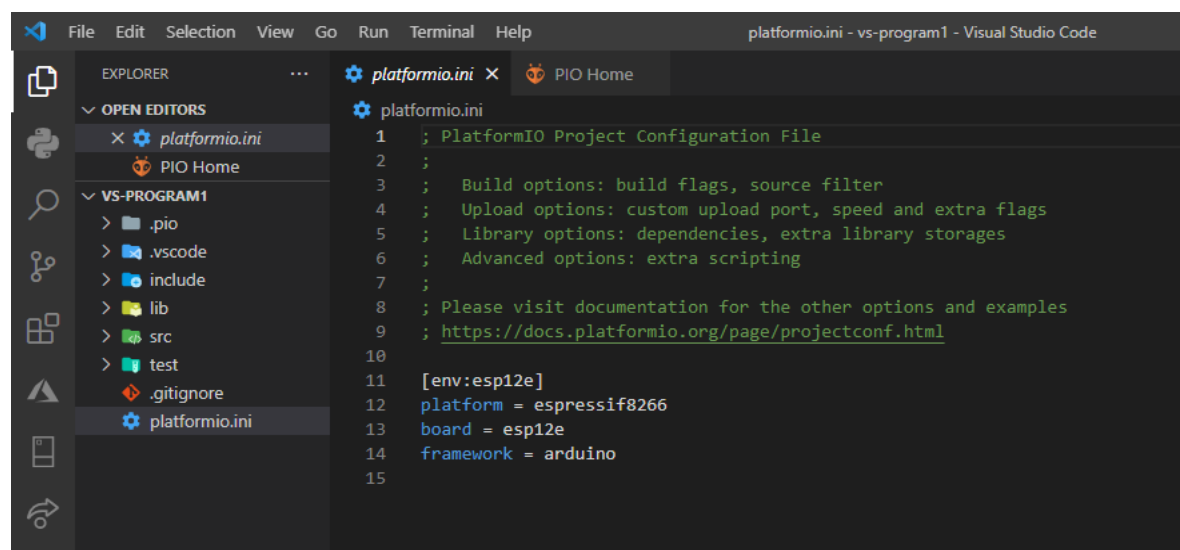 File Edit Selection View Go Run Terminal Help platformio.ini - vs-program1 - Visual Studio Code
EXPLORER ...
OPEN EDITORS
platformio.ini
PIO Home
VS-PROGRAM1
.pio
.vscode
include
lib
src
test
.gitignore
platformio.ini
platformio.ini PIO Home
platformio.ini
1 ; PlatformIO Project Configuration File
2 ;
3 ;   Build options: build flags, source filter
4 ;   Upload options: custom upload port, speed and extra flags
5 ;   Library options: dependencies, extra library storages
6 ;   Advanced options: extra scripting
7 ;
8 ; Please visit documentation for the other options and examples
9 ; https://docs.platformio.org/page/projectconf.html
10
11 [env:esp12e]
12 platform = espressif8266
13 board = esp12e
14 framework = arduino
15